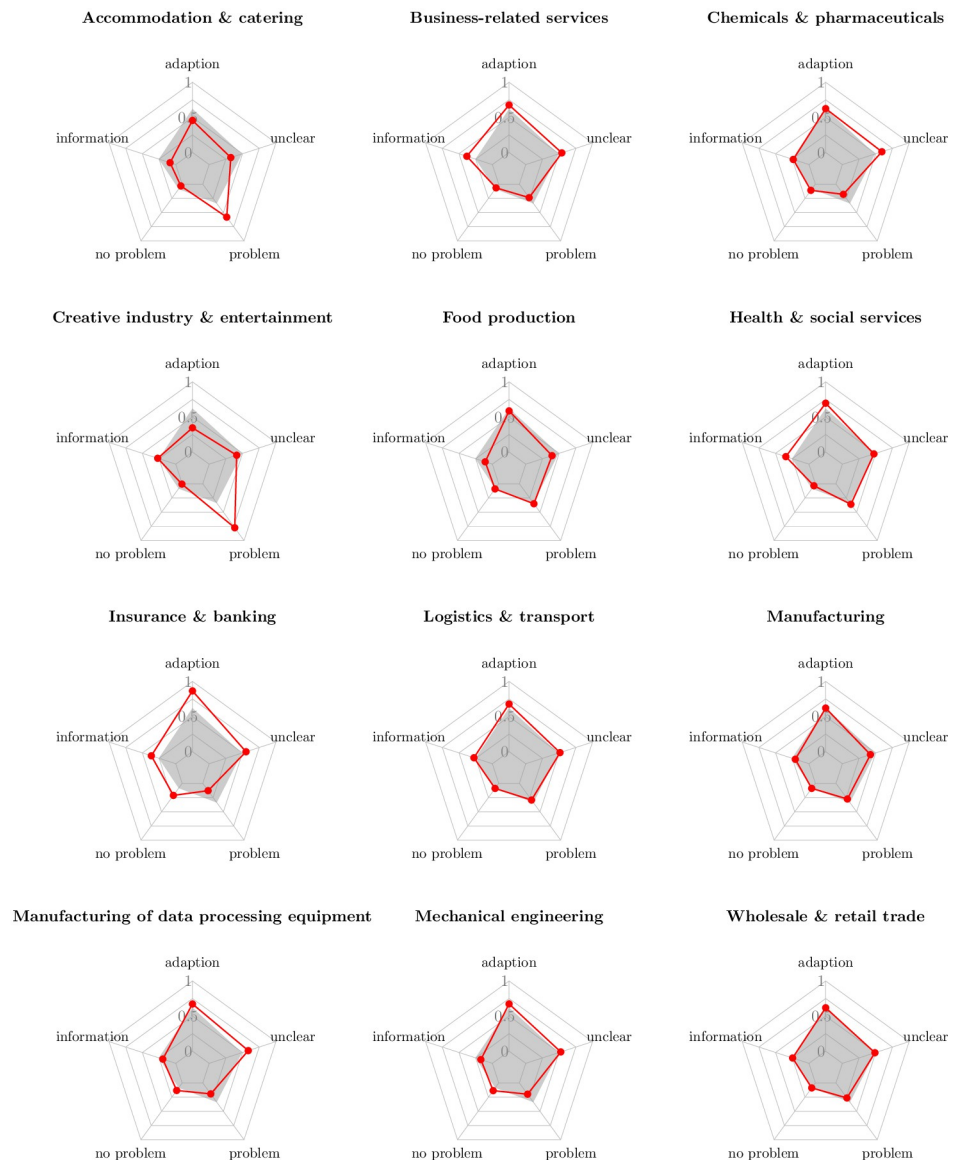 Accommodation & catering
Business-related services
Chemicals & pharmaceuticals
adaption
adaption
adaption
1
1
1
0.5
0.5
0.5
information
unclear
information
unclear
information
unclear
0
0
0
no problem
problem
no problem
problem
no problem
problem
Creative industry & entertainment
Food production
Health & social services
adaption
adaption
adaption
1
1
1
0.5
0.5
0.5
information
unclear
information
unclear
information
unclear
0
0
0
no problem
problem
no problem
problem
no problem
problem
Insurance & banking
Logistics & transport
Manufacturing
adaption
adaption
adaption
1
1
1
0.5
0.5
0.5
information
unclear
information
unclear
information
unclear
0
0
0
no problem
problem
no problem
problem
no problem
problem
Manufacturing of data processing equipment
Mechanical engineering
Wholesale & retail trade
adaption
adaption
adaption
1
1
1
0.5
0.5
0.5
information
unclear
information
unclear
information
unclear
0
0
0
no problem
problem
no problem
problem
no problem
problem